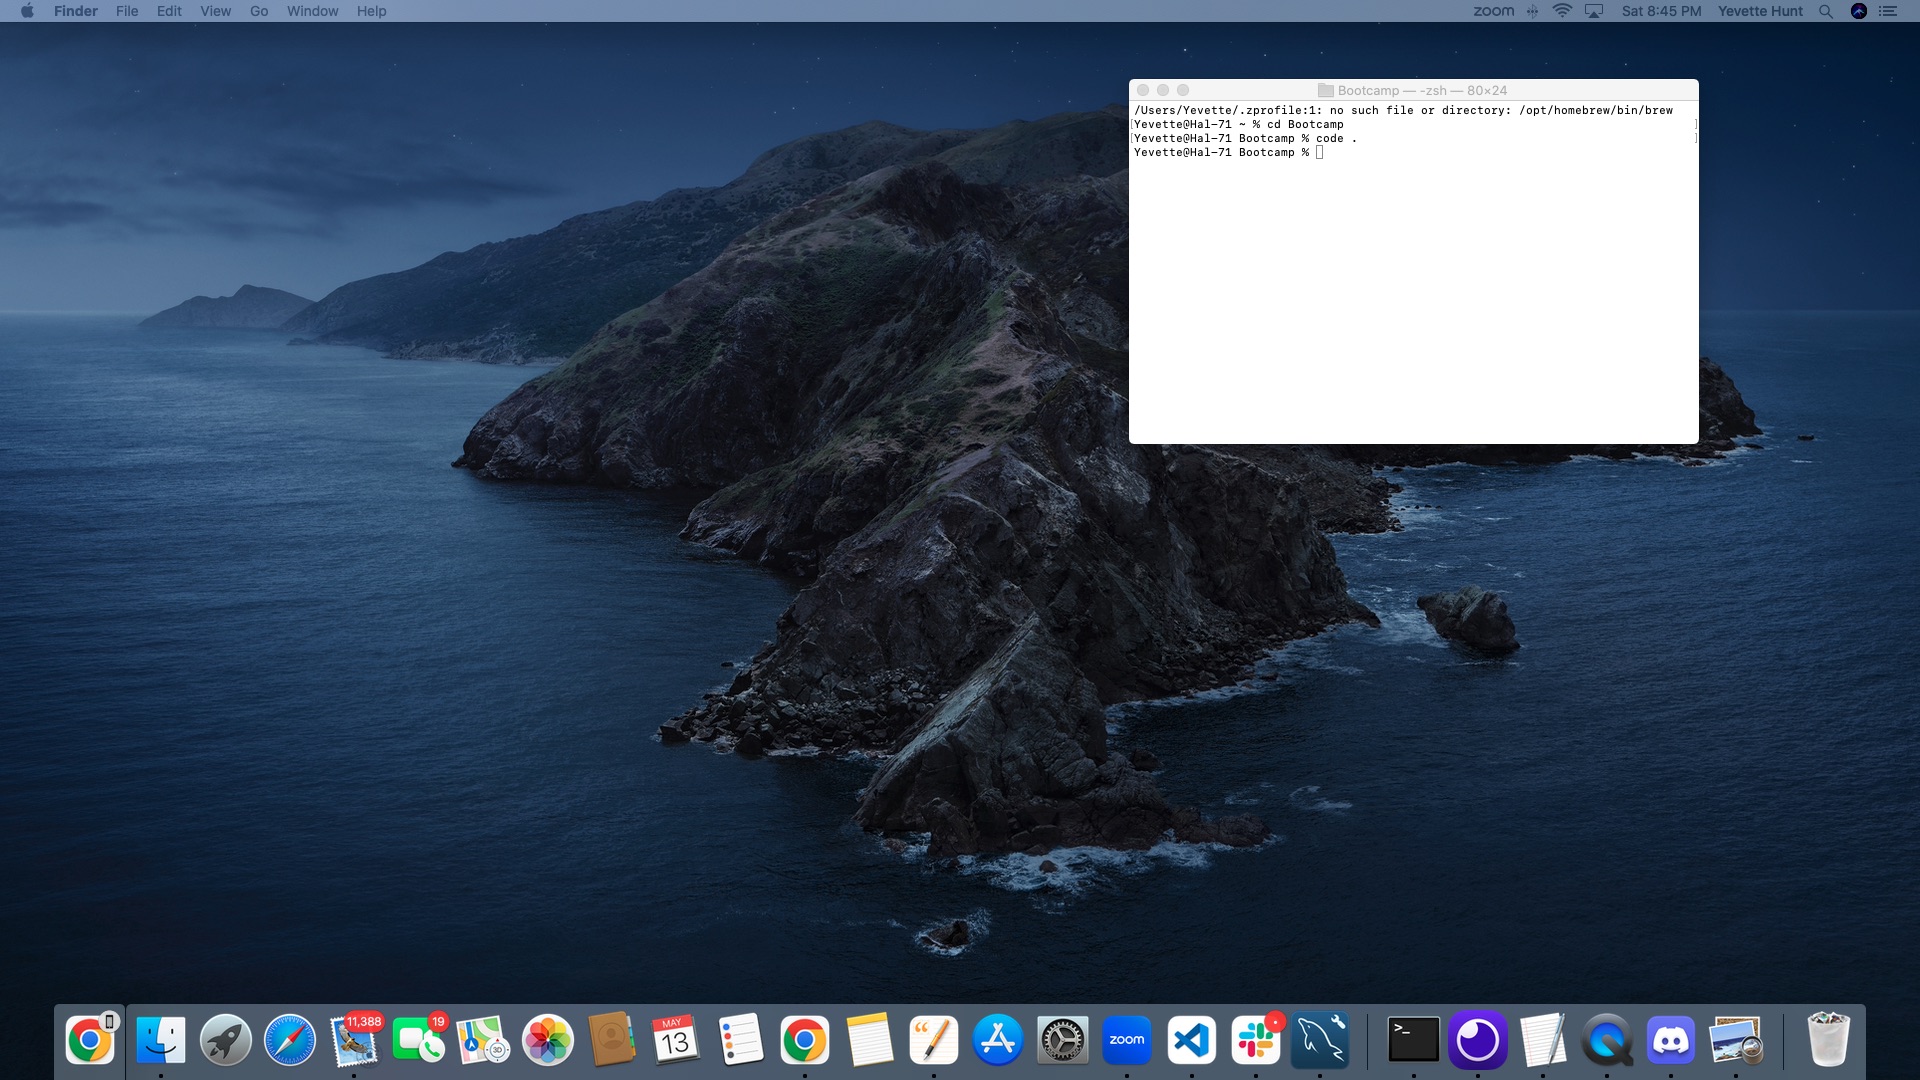 Finder File Edit View Go Window Help
zoom Sat 8:45 PM Yevette Hunt
Bootcamp — -zsh — 80×24
/Users/Yevette/.zprofile:1: no such file or directory: /opt/homebrew/bin/brew
[Yevette@Hal-71 ~ % cd Bootcamp ]
[Yevette@Hal-71 Bootcamp % code . ]
Yevette@Hal-71 Bootcamp %
11,388
19
3D
MAY
13
zoom
>_